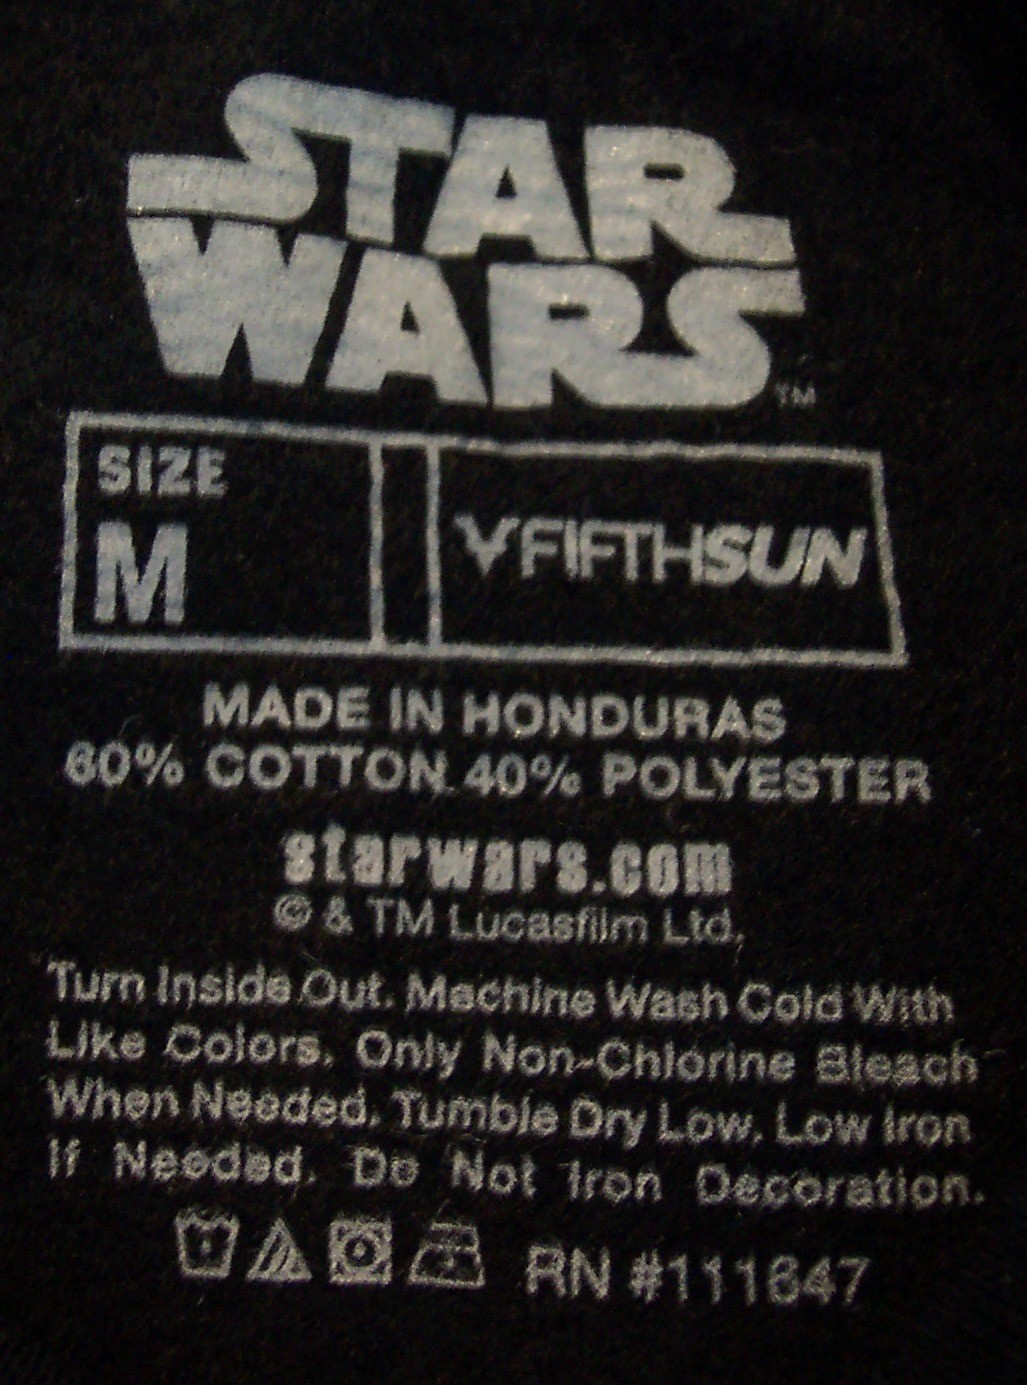 STAR
WARS
TM
SIZE
M
FIFTHSUN
MADE IN HONDURAS
60% COTTON 40% POLYESTER
starwars.com
© & TM Lucasfilm Ltd.
Turn Inside Out. Machine Wash Cold With
Like Colors. Only Non-Chlorine Bleach
When Needed. Tumble Dry Low. Low Iron
If Needed. Do Not Iron Decoration.
RN #111647